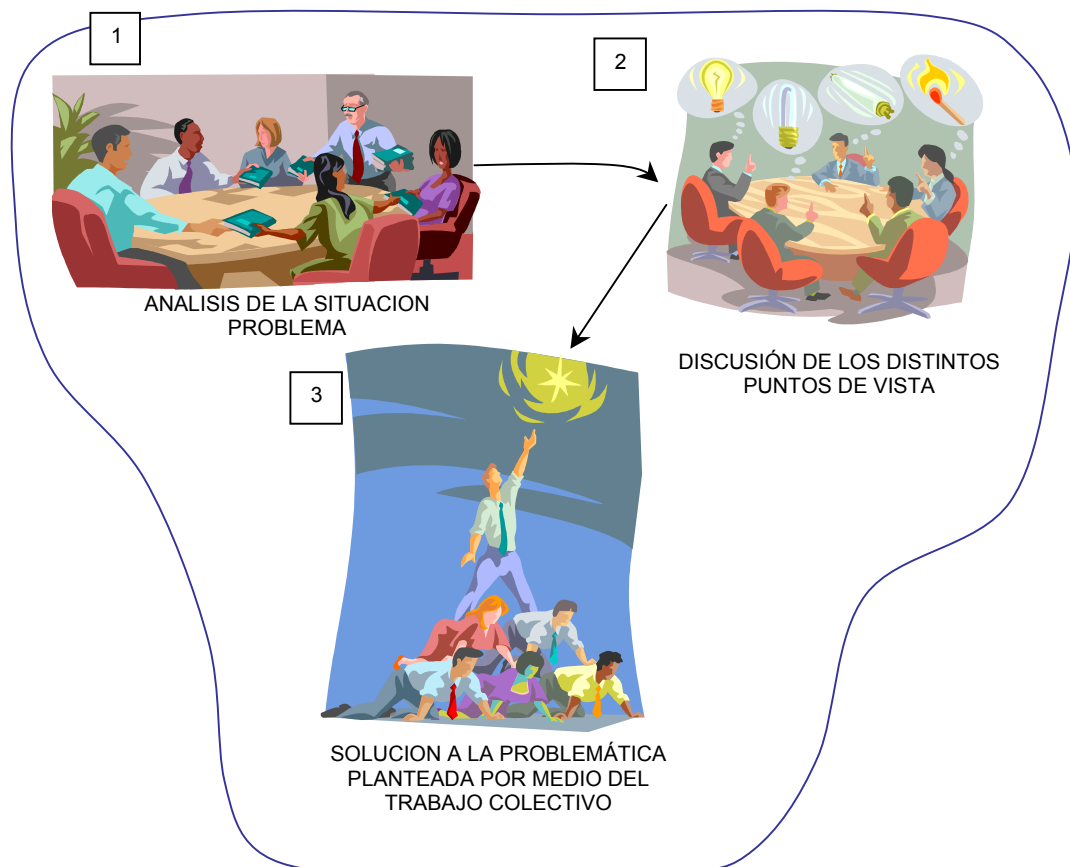 1
ANALISIS DE LA SITUACION
PROBLEMA
2
DISCUSIÓN DE LOS DISTINTOS
PUNTOS DE VISTA
3
SOLUCION A LA PROBLEMÁTICA
PLANTEADA POR MEDIO DEL
TRABAJO COLECTIVO